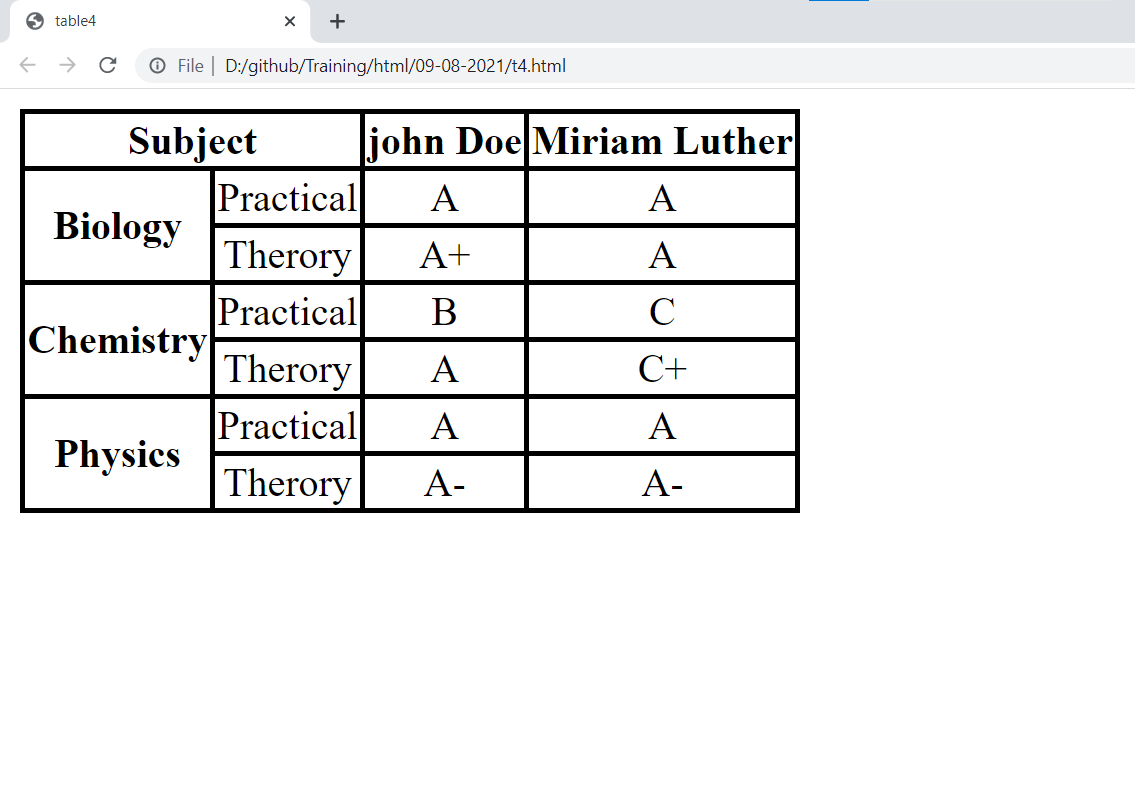 table4
File D:/github/Training/html/09-08-2021/t4.html
Subject john Doe Miriam Luther
Biology Practical A A
Therory A+ A
Chemistry Practical B C
Therory A C+
Physics Practical A A
Therory A- A-